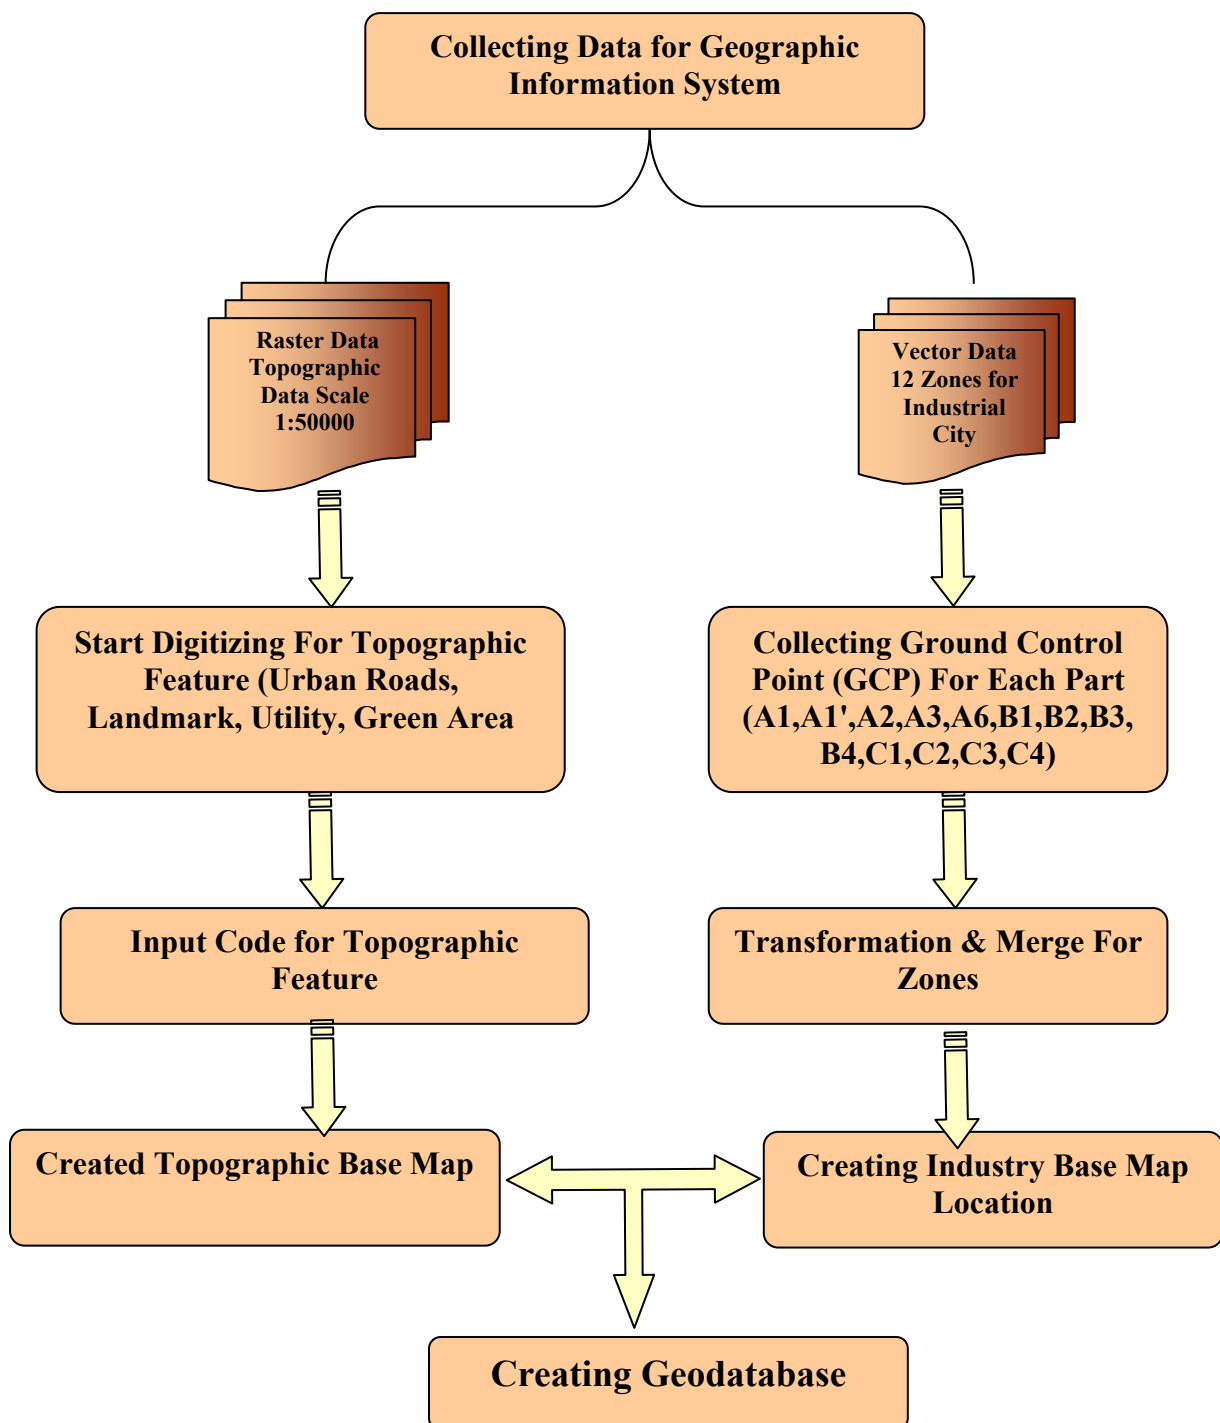 Collecting Data for Geographic
Information System
Raster Data
Topographic
Data Scale
1:50000
Vector Data
12 Zones for
Industrial
City
Start Digitizing For Topographic
Feature (Urban Roads,
Landmark, Utility, Green Area
Collecting Ground Control
Point (GCP) For Each Part
(A1,A1',A2,A3,A6,B1,B2,B3,
B4,C1,C2,C3,C4)
Input Code for Topographic
Feature
Transformation & Merge For
Zones
Created Topographic Base Map
Creating Industry Base Map
Location
Creating Geodatabase